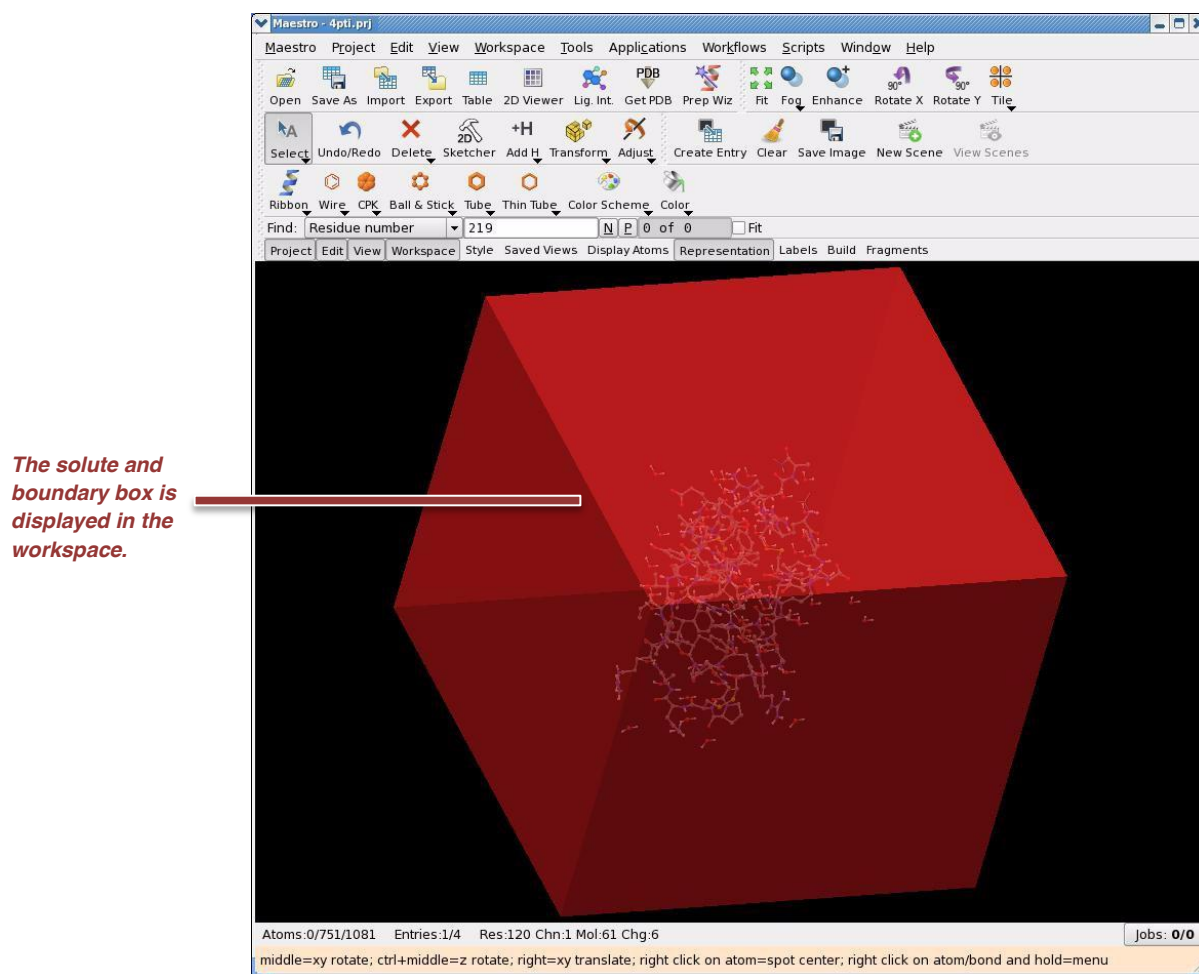 Maestro - 4pti.prj
Maestro Project Edit View Workspace Tools Applications Workflows Scripts Window Help
PDB 90° 90°
Open Save As Import Export Table 2D Viewer Lig. Int. Get PDB Prep Wiz Fit Fog Enhance Rotate X Rotate Y Tile
A 2D +H
Select Undo/Redo Delete Sketcher Add H Transform Adjust Create Entry Clear Save Image New Scene View Scenes
Ribbon Wire CPK Ball & Stick Tube Thin Tube Color Scheme Color
Find: Residue number 219 N P 0 of 0 Fit
Project Edit View Workspace Style Saved Views Display Atoms Representation Labels Build Fragments
The solute and
boundary box is
displayed in the
workspace.
Atoms:0/751/1081 Entries:1/4 Res:120 Chn:1 Mol:61 Chg:6 Jobs: 0/0
middle=xy rotate; ctrl+middle=z rotate; right=xy translate; right click on atom=spot center; right click on atom/bond and hold=menu